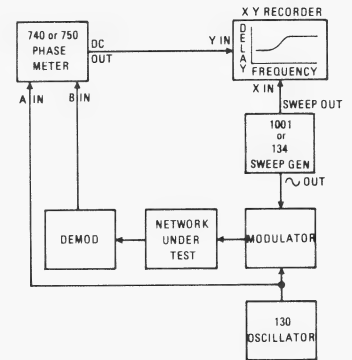 X Y RECORDER
740 or 750
PHASE
METER
DC
OUT
Y IN
DELAY
FREQUENCY
A IN
B IN
X IN
SWEEP OUT
1001
or
134
SWEEP GEN
∿ OUT
DEMOD
NETWORK
UNDER
TEST
MODULATOR
130
OSCILLATOR